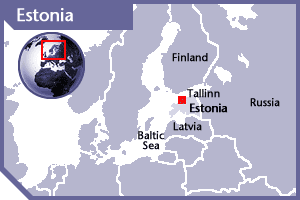 Estonia
Finland
Tallinn
Estonia
Russia
Latvia
Baltic
Sea